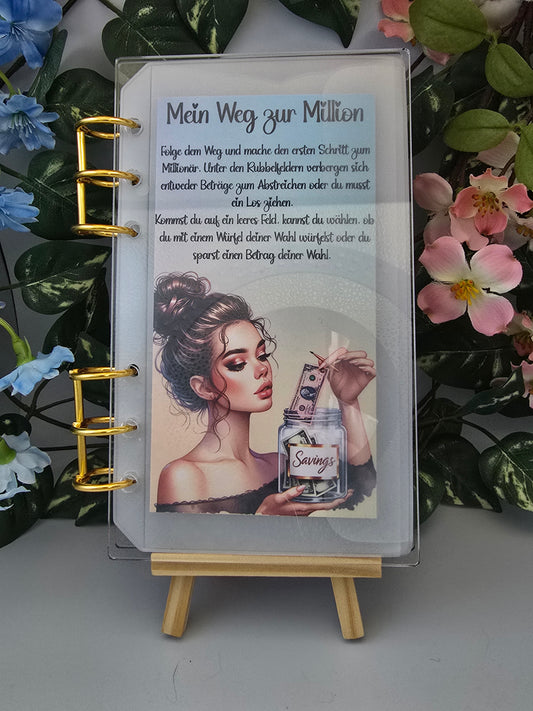 Mein Weg zur Million
Folge dem Weg und mache den ersten Schritt zum
Millionär. Unter den Rubbelfeldern verbergen sich
entweder Beträge zum Abstreichen oder du musst
ein Los ziehen.
Kommst du auf ein leeres Feld, kannst du wählen, ob
du mit einem Würfel deiner Wahl würfelst oder du
sparst einen Betrag deiner Wahl.
Savings